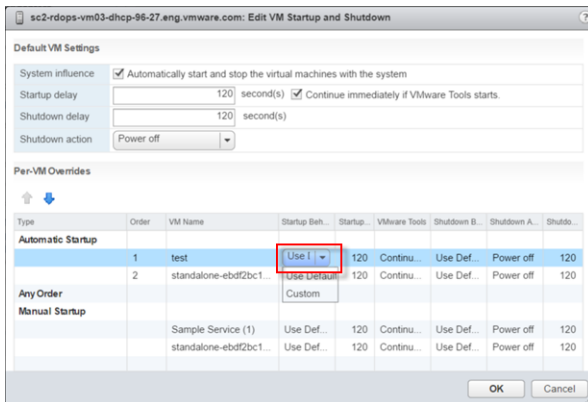 sc2-rdops-vm03-dhcp-96-27.eng.vmware.com: Edit VM Startup and Shutdown ?
Default VM Settings
System influence Automatically start and stop the virtual machines with the system
Startup delay 120 second(s) Continue immediately if VMware Tools starts.
Shutdown delay 120 second(s)
Shutdown action Power off
Per-VM Overrides
Type Order VM Name Startup Beh... Startup... VMware Tools Shutdown B... Shutdown A... Shutdo...
Automatic Startup
1 test Use D 120 Continu... Use Def... Power off 120
2 standalone-ebdf2bc1... Use Default 120 Continu... Use Def... Power off 120
Any Order Custom
Manual Startup
Sample Service (1) Use Def... 120 Continu... Use Def... Power off 120
standalone-ebdf2bc1... Use Def... 120 Continu... Use Def... Power off 120
OK Cancel